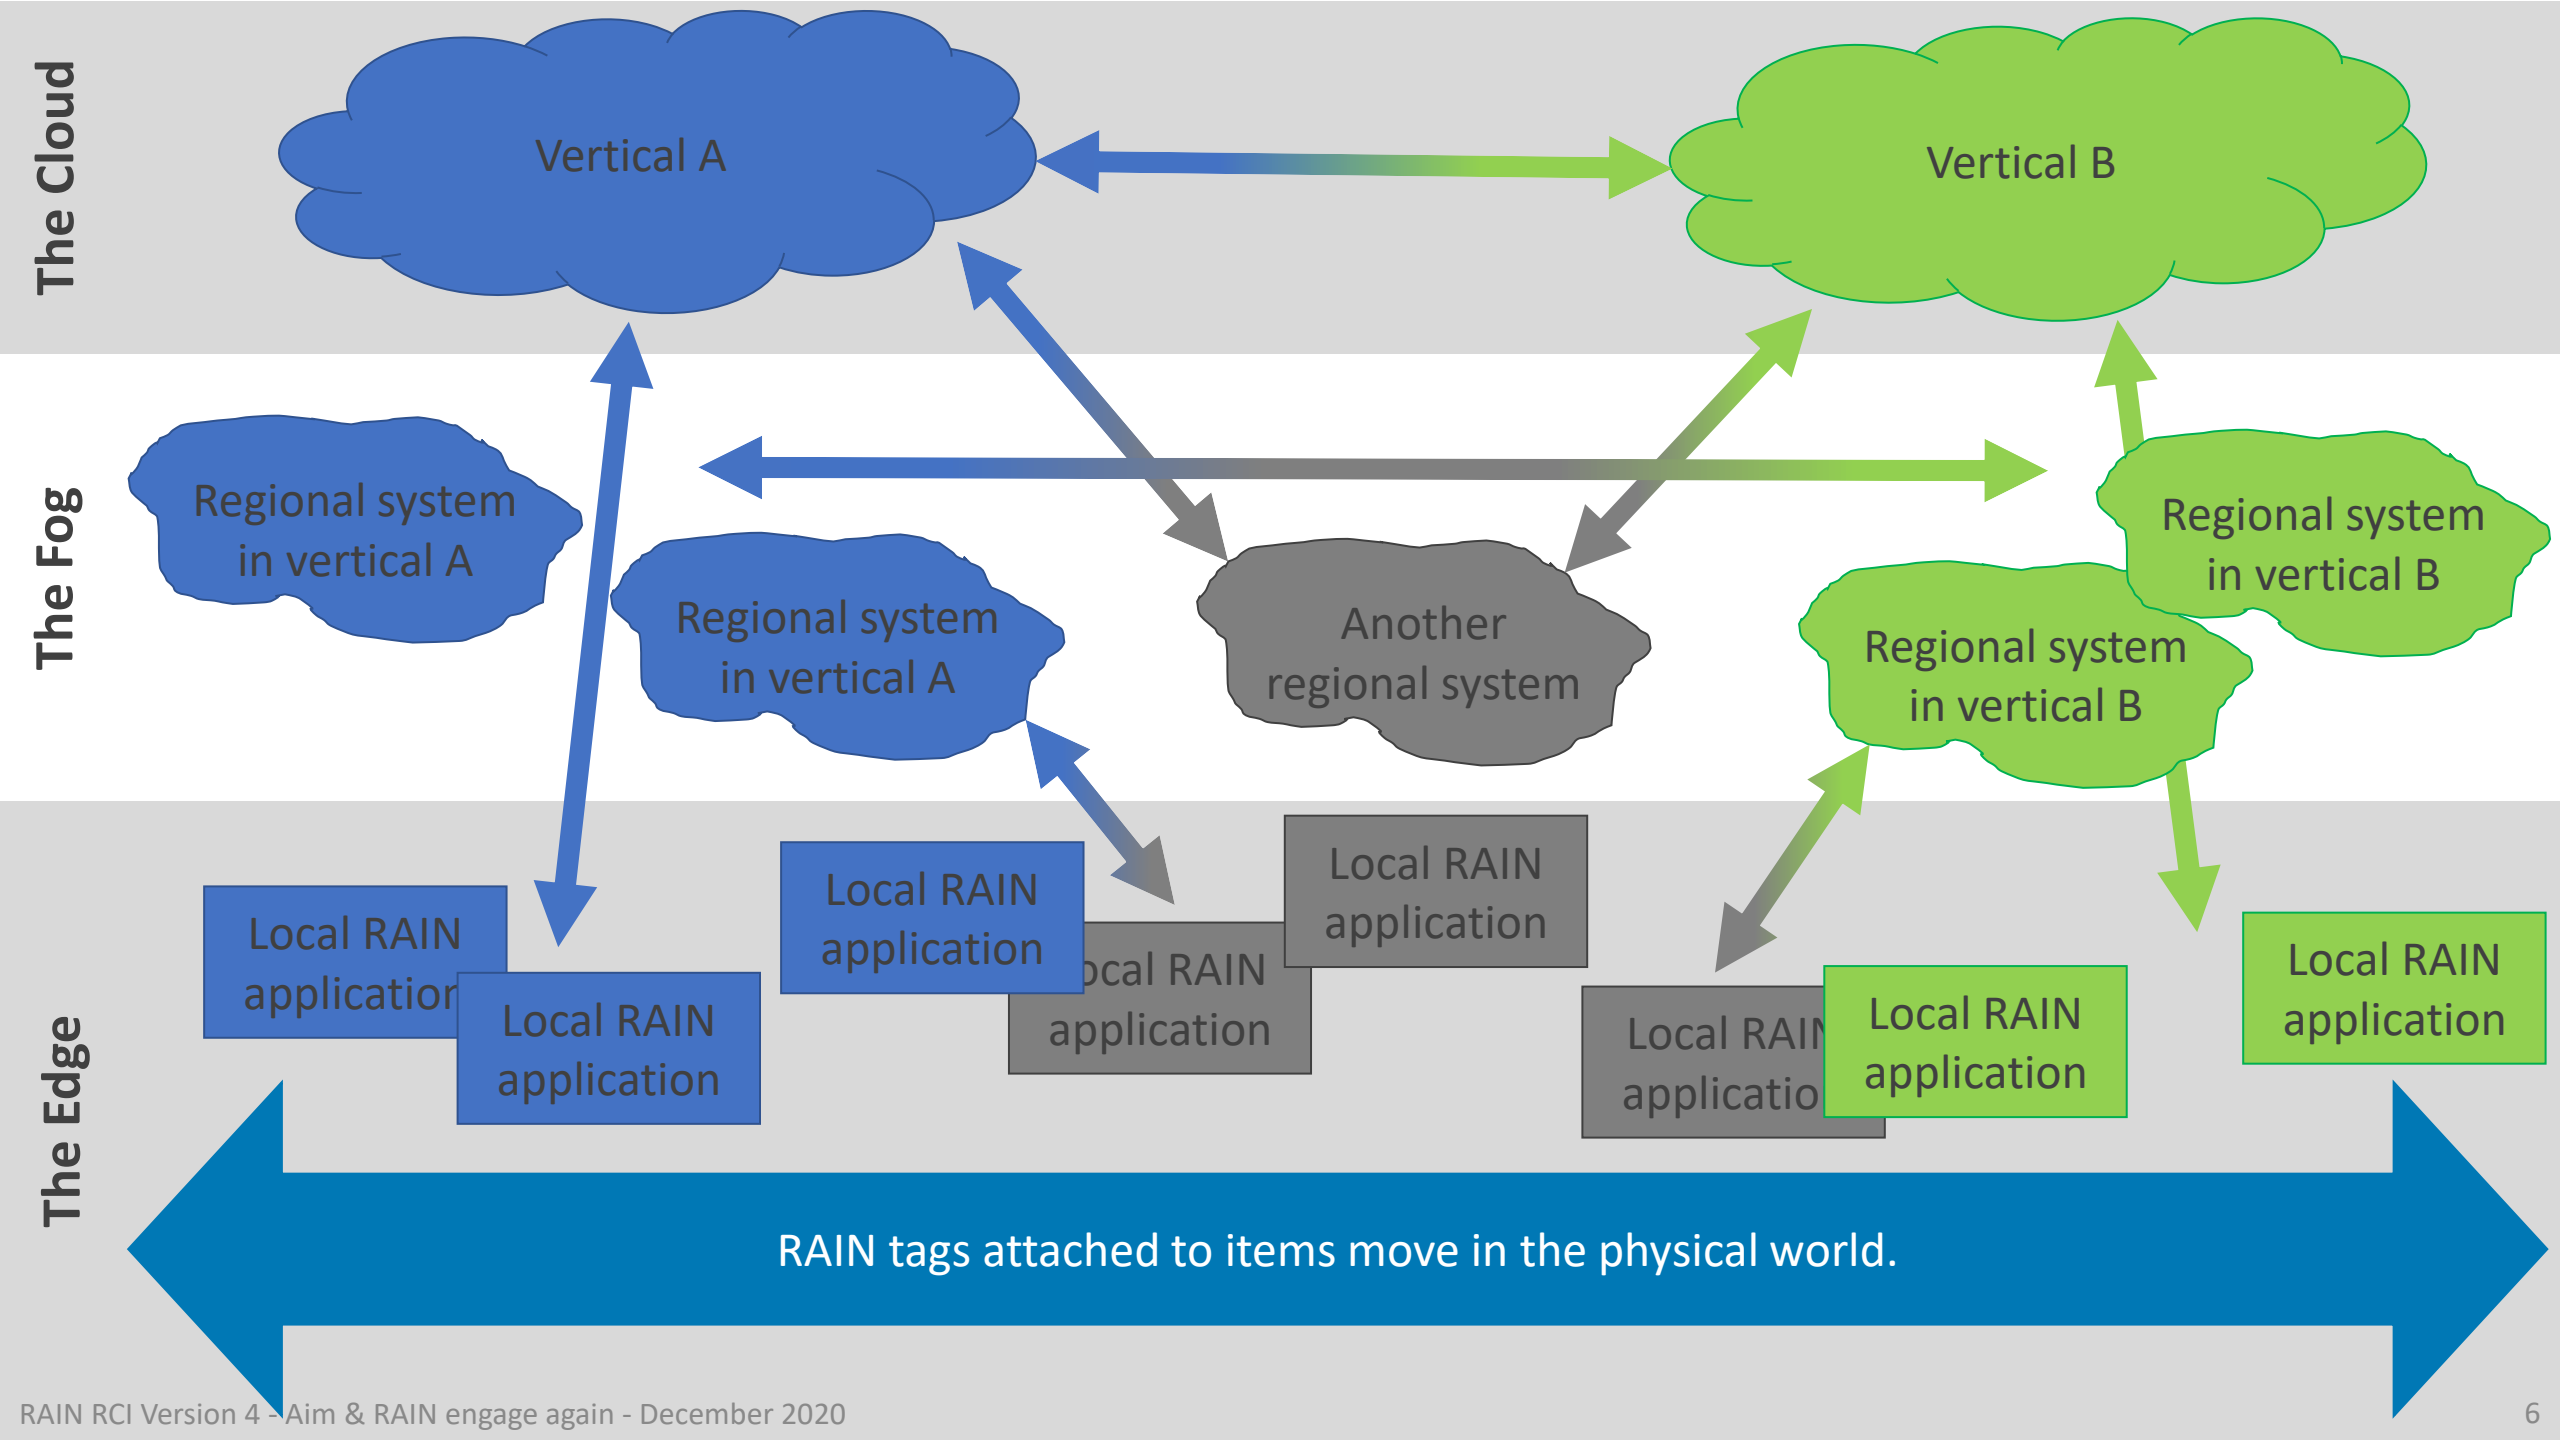 The Cloud
Vertical A
Vertical B
The Fog
Regional system
in vertical A
Regional system
in vertical A
Another
regional system
Regional system
in vertical B
Regional system
in vertical B
The Edge
Local RAIN
application
Local RAIN
application
Local RAIN
application
ocal RAIN
application
Local RAIN
application
Local RAIN
applicatio
Local RAIN
application
Local RAIN
application
RAIN tags attached to items move in the physical world.
RAIN RCI Version 4 - Aim & RAIN engage again - December 2020
6